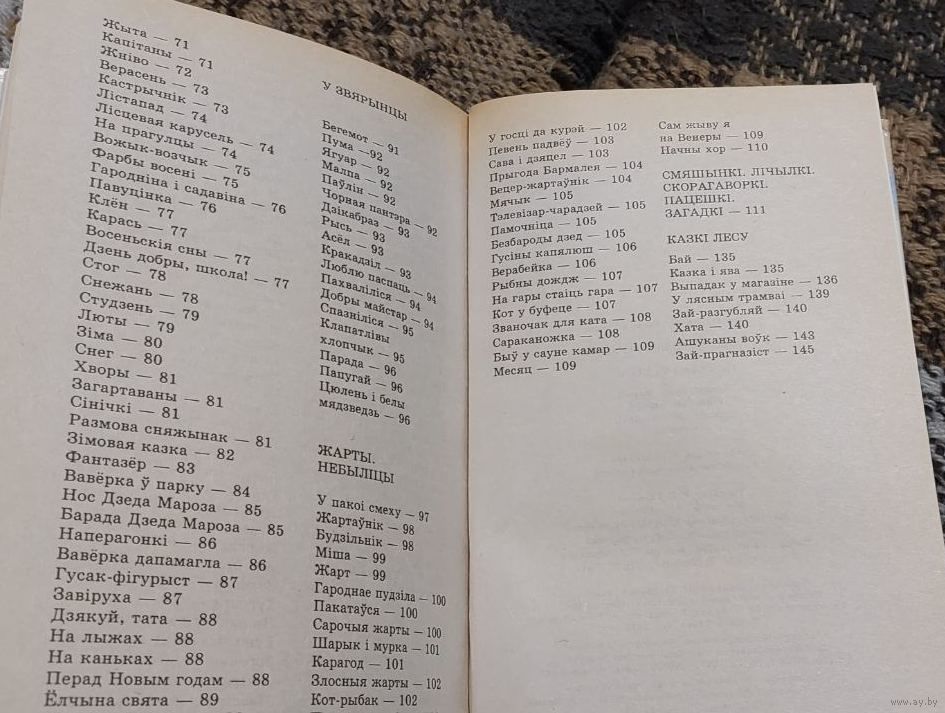 Жыта — 71
Капітаны — 71
Жніво — 72
Верасень — 73
Кастрычнік — 73
Лістапад — 74
Лісцевая карусель — 74
На прагулцы — 74
Вожык-возчык — 75
Фарбы восені — 75
Гародніна і садавіна — 76
Павуцінка — 76
Клён — 77
Карась — 77
Восеньскія сны — 77
Дзень добры, школа! — 77
Стог — 78
Снежань — 78
Студзень — 79
Люты — 79
Зіма — 80
Снег — 80
Хворы — 81
Загартаваны — 81
Сінічкі — 81
Размова сняжынак — 81
Зімовая казка — 82
Фантазёр — 83
Вавёрка ў парку — 84
Нос Дзеда Мароза — 85
Барада Дзеда Мароза — 85
Наперагонкі — 86
Вавёрка дапамагла — 86
Гусак-фігурыст — 87
Завіруха — 87
Дзякуй, тата — 88
На лыжах — 88
На каньках — 88
Перад Новым годам — 88
Ёлчына свята — 89
У ЗВЯРЫНЦЫ
Бегемот — 91
Пума —92
Ягуар — 92
Малпа — 92
Паўлін — 92
Чорная пантэра — 92
Дзікабраз — 93
Рысь — 93
Асёл — 93
Кракадзіл — 93
Люблю паспаць — 94
Пахваліліся — 94
Добры майстар — 94
Спазніліся — 95
Клапатлівы
хлопчык — 95
Парада — 96
Папугай — 96
Цюлень і белы
мядзведзь — 96
ЖАРТЫ.
НЕБЫЛІЦЫ
У пакоі смеху — 97
Жартаўнік — 98
Будзільнік — 98
Міша — 99
Жарт — 99
Гароднае пудзіла — 100
Пакатаўся — 100
Сарочыя жарты — 100
Шарык і мурка — 101
Карагод — 101
Злосныя жарты — 102
Кот-рыбак — 102
У госці да курэй — 102
Певень падвёў — 103
Сава і дзяцел — 103
Прыгода Бармалея — 104
Вецер-жартаўнік — 104
Мячык — 105
Тэлевізар-чарадзей — 105
Памочніца — 105
Безбароды дзед — 105
Гусіны капялюш — 106
Верабейка — 106
Рыбны дождж — 107
На гары стаіць гара — 107
Кот у буфеце — 107
Званочак для ката — 108
Сараканожка — 108
Быў у сауне камар — 109
Месяц — 109
Сам жыву я
на Венеры — 109
Начны хор — 110
СМЯШЫНКІ. ЛІЧЫЛКІ.
СКОРАГАВОРКІ.
ПАЦЕШКІ.
ЗАГАДКІ — 111
КАЗКІ ЛЕСУ
Бай — 135
Казка і ява — 135
Выпадак у магазіне — 136
У лясным трамваі — 139
Зай-разгубляй — 140
Хата — 140
Ашуканы воўк — 143
Зай-прагназіст — 145
www.ay.by